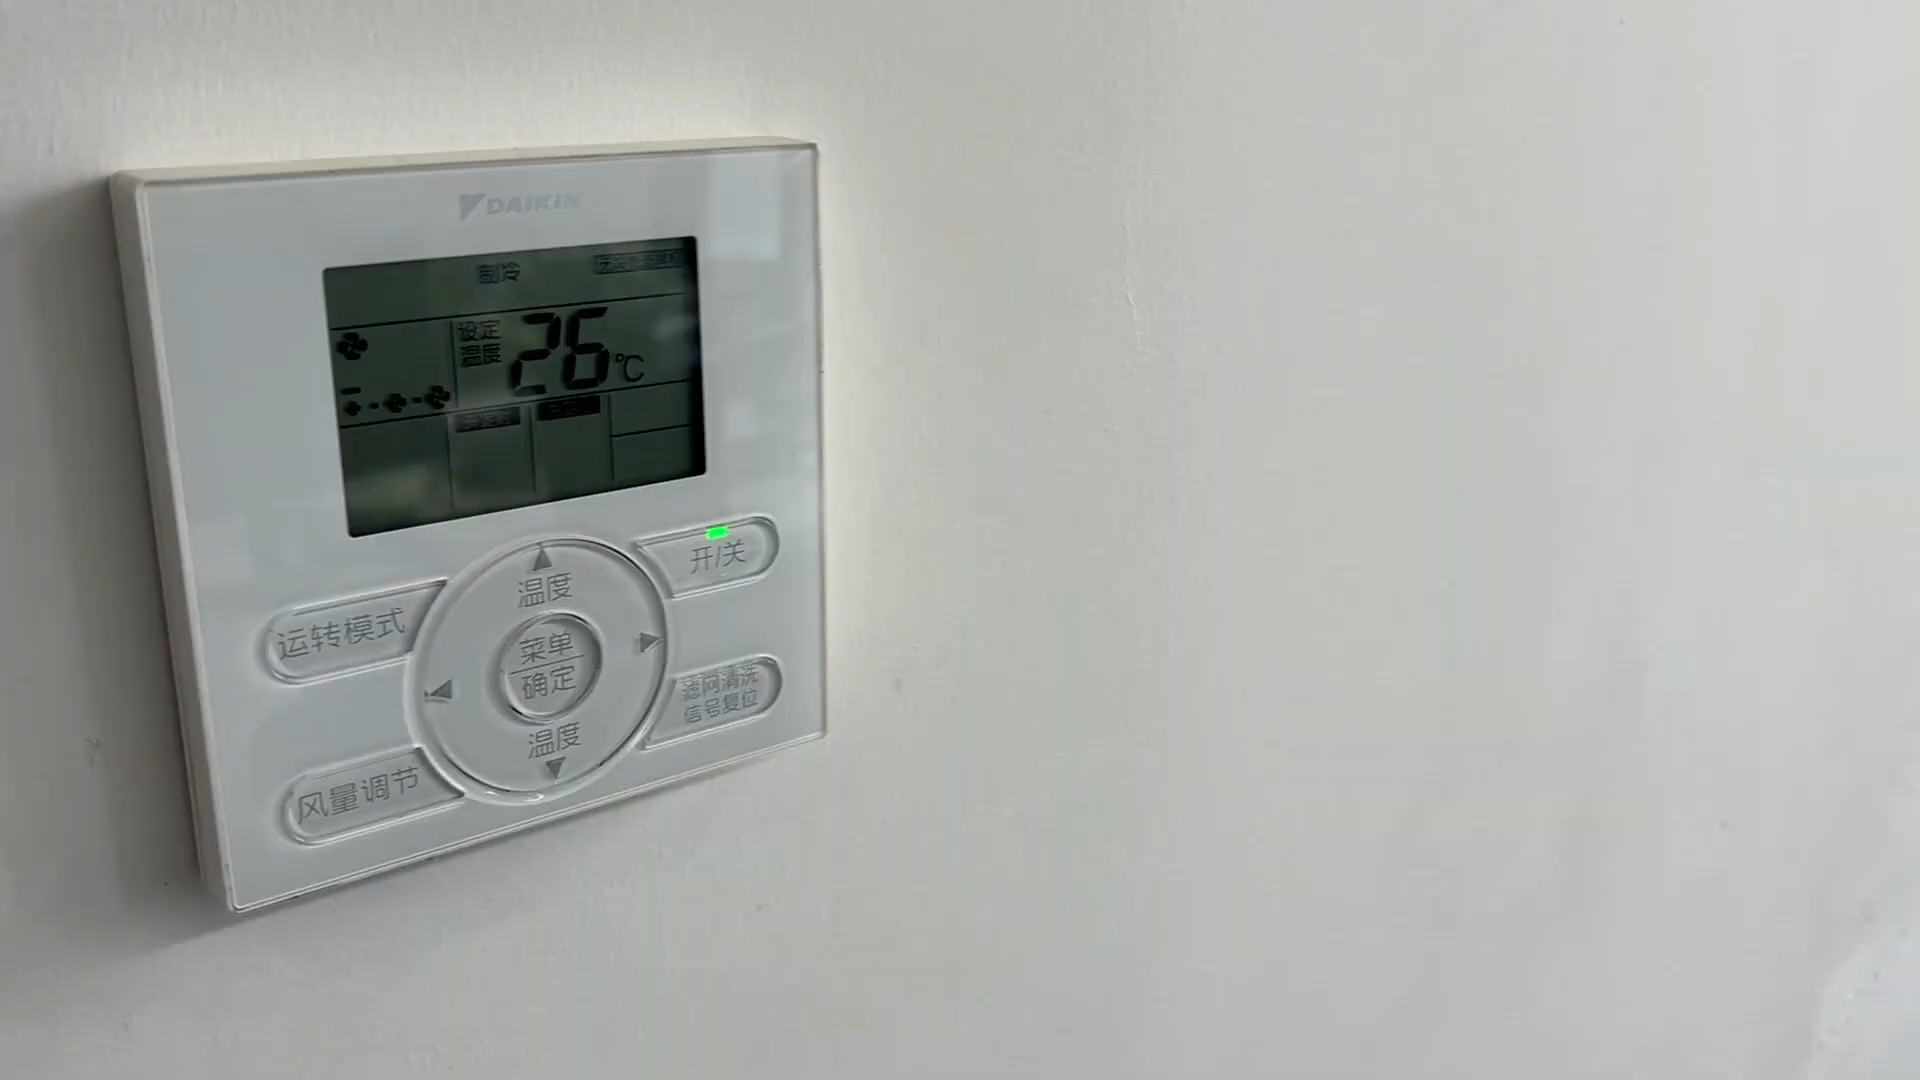 DAIKIN
制冷
设定
温度
26℃
开/关
温度
运转模式
菜单
确定
滤网清洗
信号复位
温度
风量调节